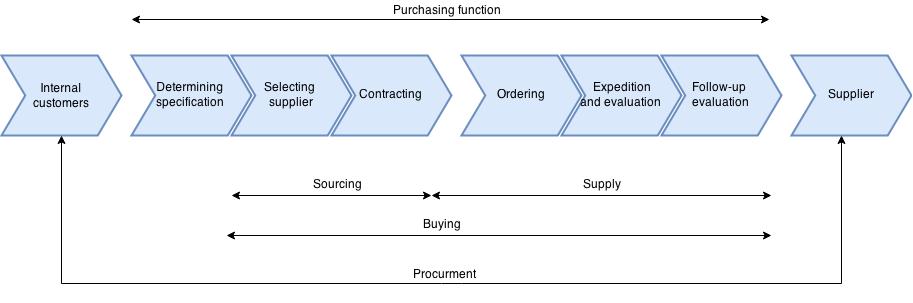 Purchasing function
Internal
customers
Determining
specification
Selecting
supplier
Contracting
Ordering
Expedition
and evaluation
Follow-up
evaluation
Supplier
Sourcing
Supply
Buying
Procurment